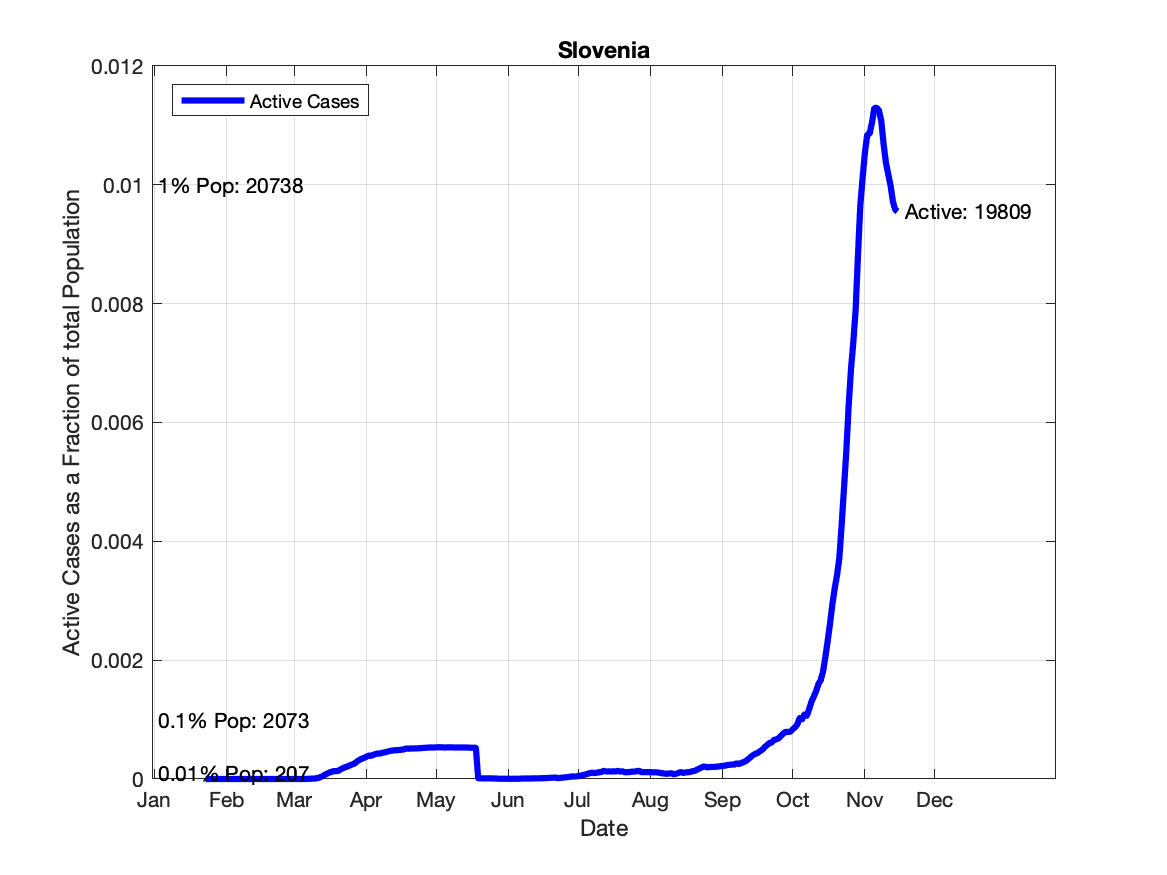 Slovenia
Active Cases
0.012
0.01
0.008
0.006
0.004
0.002
0
1% Pop: 20738
0.1% Pop: 2073
0.01% Pop: 207
Active: 19809
Active Cases as a Fraction of total Population
Jan Feb Mar Apr May Jun Jul Aug Sep Oct Nov Dec
Date